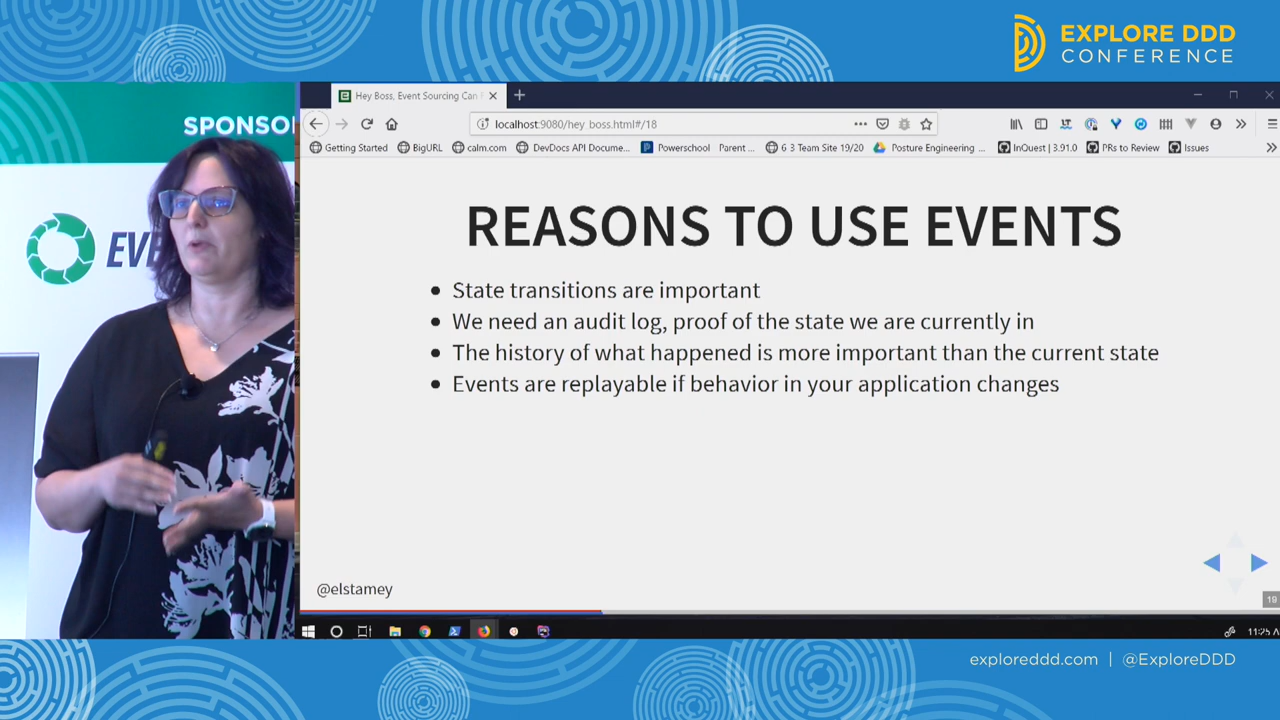 EXPLORE DDD
CONFERENCE
SPONSO
EVE
Hey Boss, Event Sourcing Can
localhost:9080/hey_boss.html#/18
Getting Started
BigURL
calm.com
DevDocs API Docume...
Powerschool Parent ...
6 3 Team Site 19/20
Posture Engineering ...
InQuest | 3.91.0
PRs to Review
Issues
REASONS TO USE EVENTS
• State transitions are important
• We need an audit log, proof of the state we are currently in
• The history of what happened is more important than the current state
• Events are replayable if behavior in your application changes
@elstamey
19
11:25 A
exploreddd.com | @ExploreDDD